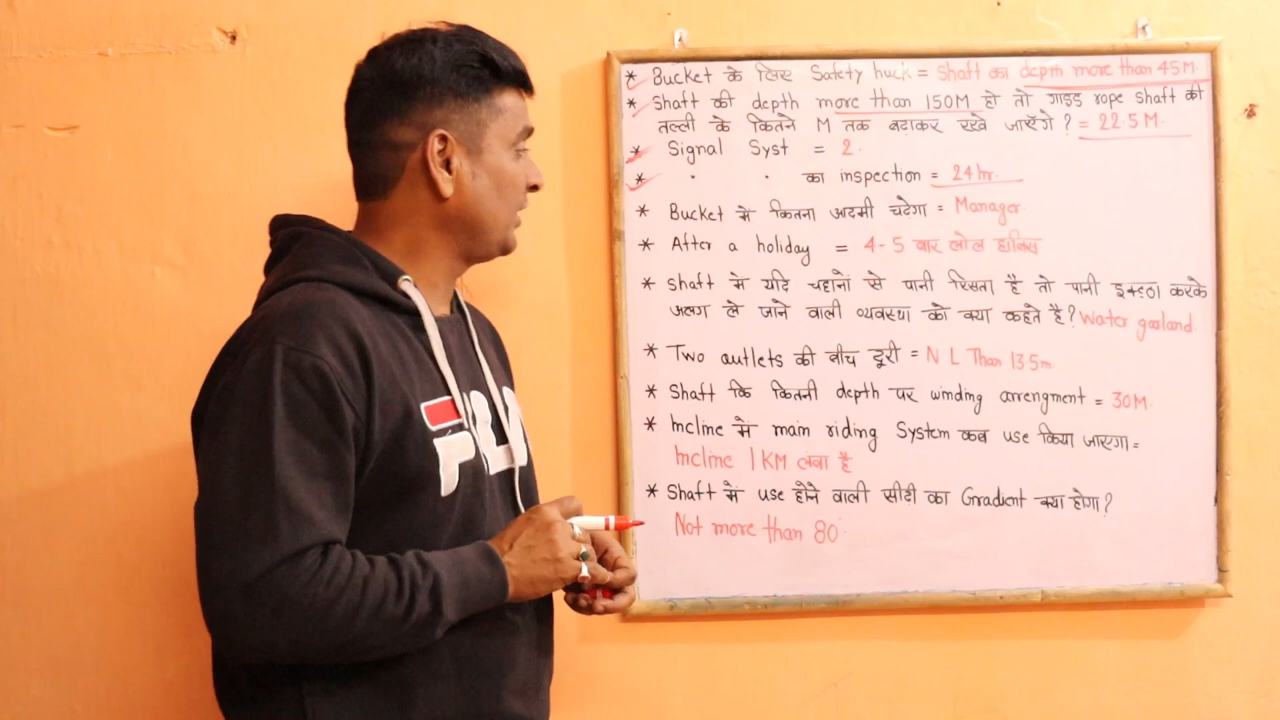 * Bucket के लिए Safety huck = Shaft का depth more than 45M.
* Shaft की depth more than 150M हो तो गाइड rope shaft की
तल्ली के कितने M तक बढाकर रखे जाएँगे ? = 22.5 M.
* Signal Syst = 2.
* " " का inspection = 24 hr.
* Bucket में कितना आदमी चढेगा = Manager.
* After a holiday = 4-5 बार खोल हाकिस
* Shaft में यदि चट्टानों से पानी रिसता है तो पानी इकट्ठा करके
अलग ले जाने वाली व्यवस्था को क्या कहते है ? Water garland.
* Two outlets की बीच दूरी = N L Than 13.5m.
* Shaft कि कितनी depth पर winding arrengment = 30M.
* Incline में main riding System कब use किया जाएगा =
Incline 1 KM लंबा है
* Shaft में use होने वाली सीढी का Gradient क्या होगा ?
Not more than 80°
FILA